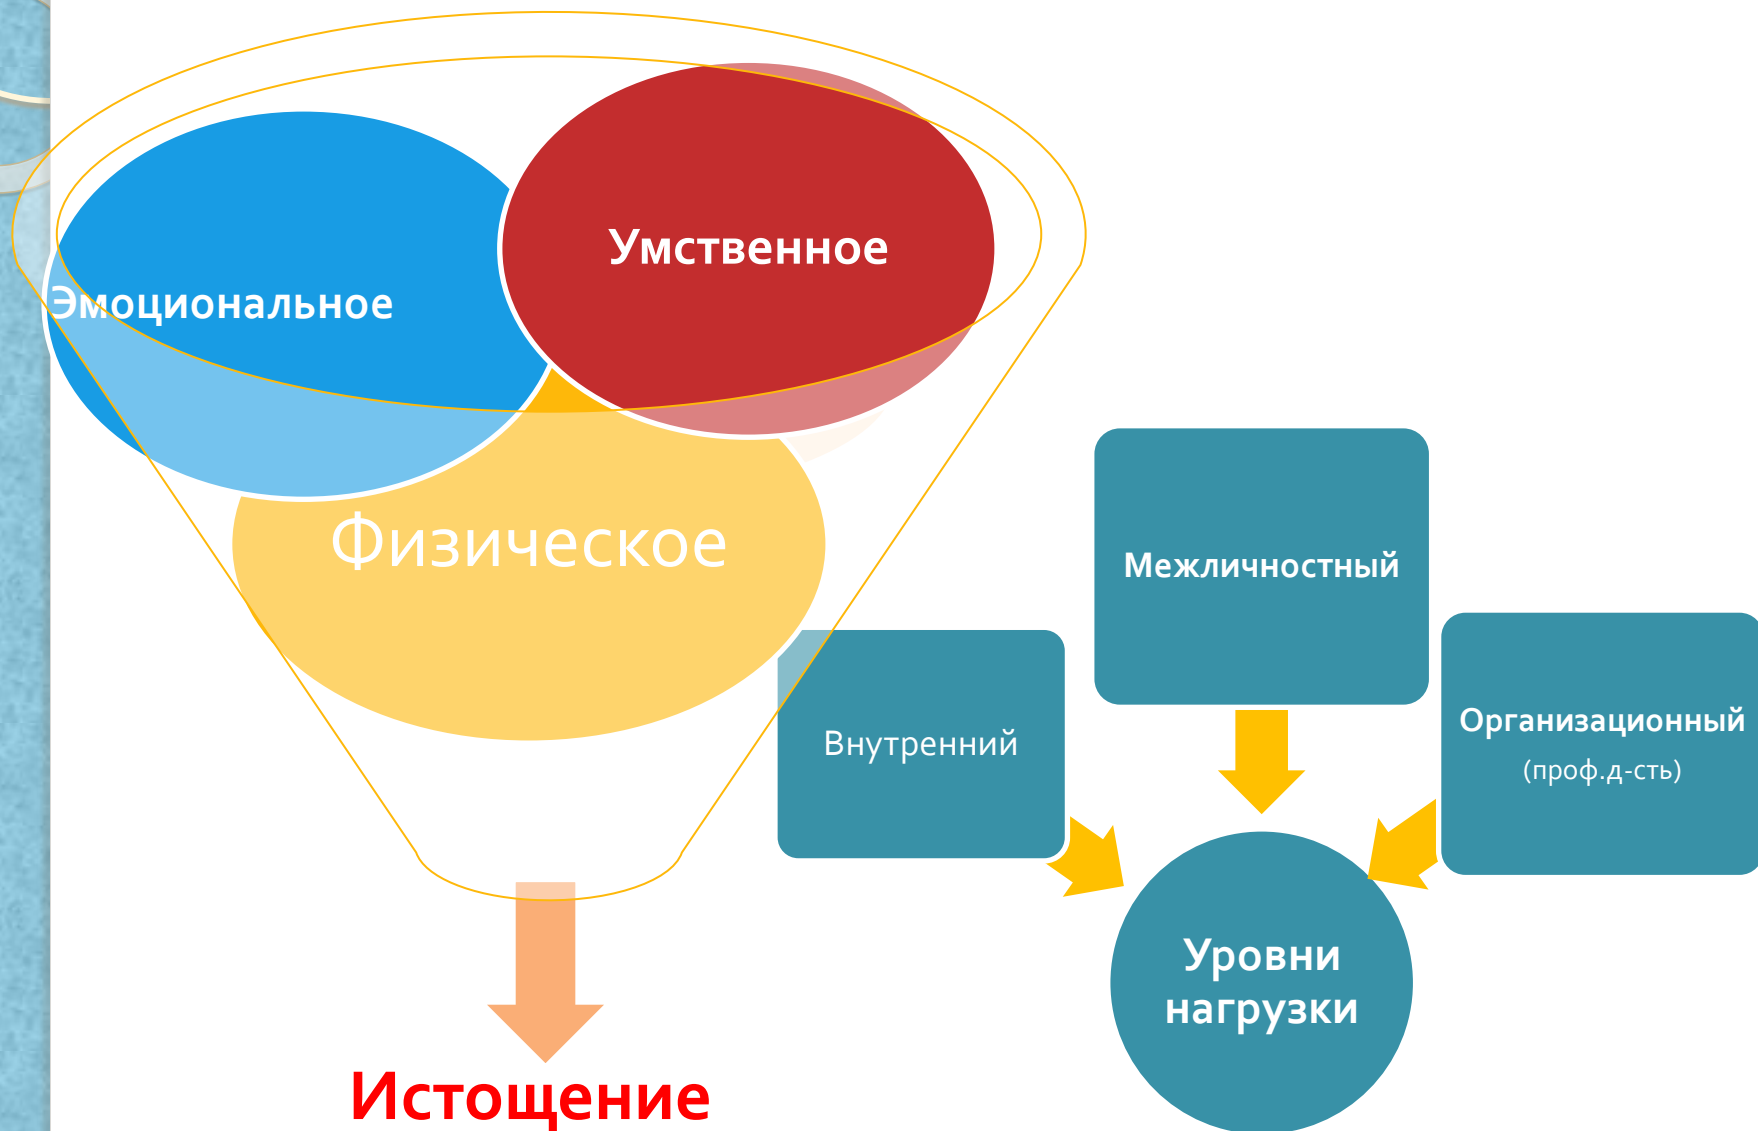 Умственное
Эмоциональное
Физическое
Истощение
Межличностный
Внутренний
Организационный
(проф.д-сть)
Уровни
нагрузки